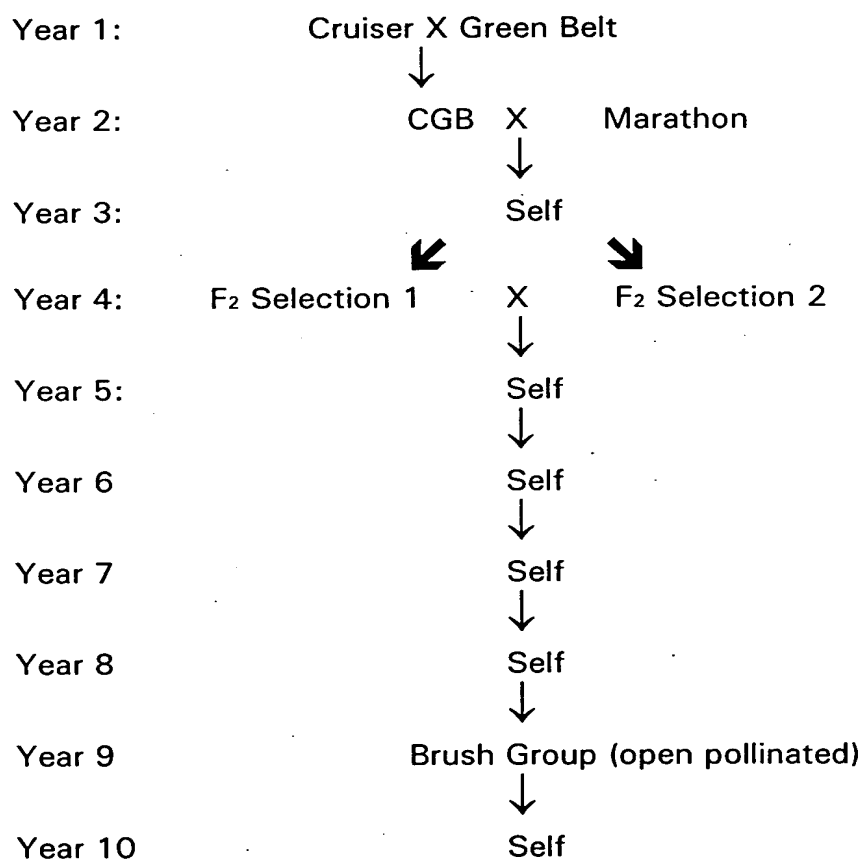 Year 1: Cruiser X Green Belt
Year 2: CGB X Marathon
Year 3: Self
Year 4: F₂ Selection 1 X F₂ Selection 2
Year 5: Self
Year 6 Self
Year 7 Self
Year 8 Self
Year 9 Brush Group (open pollinated)
Year 10 Self